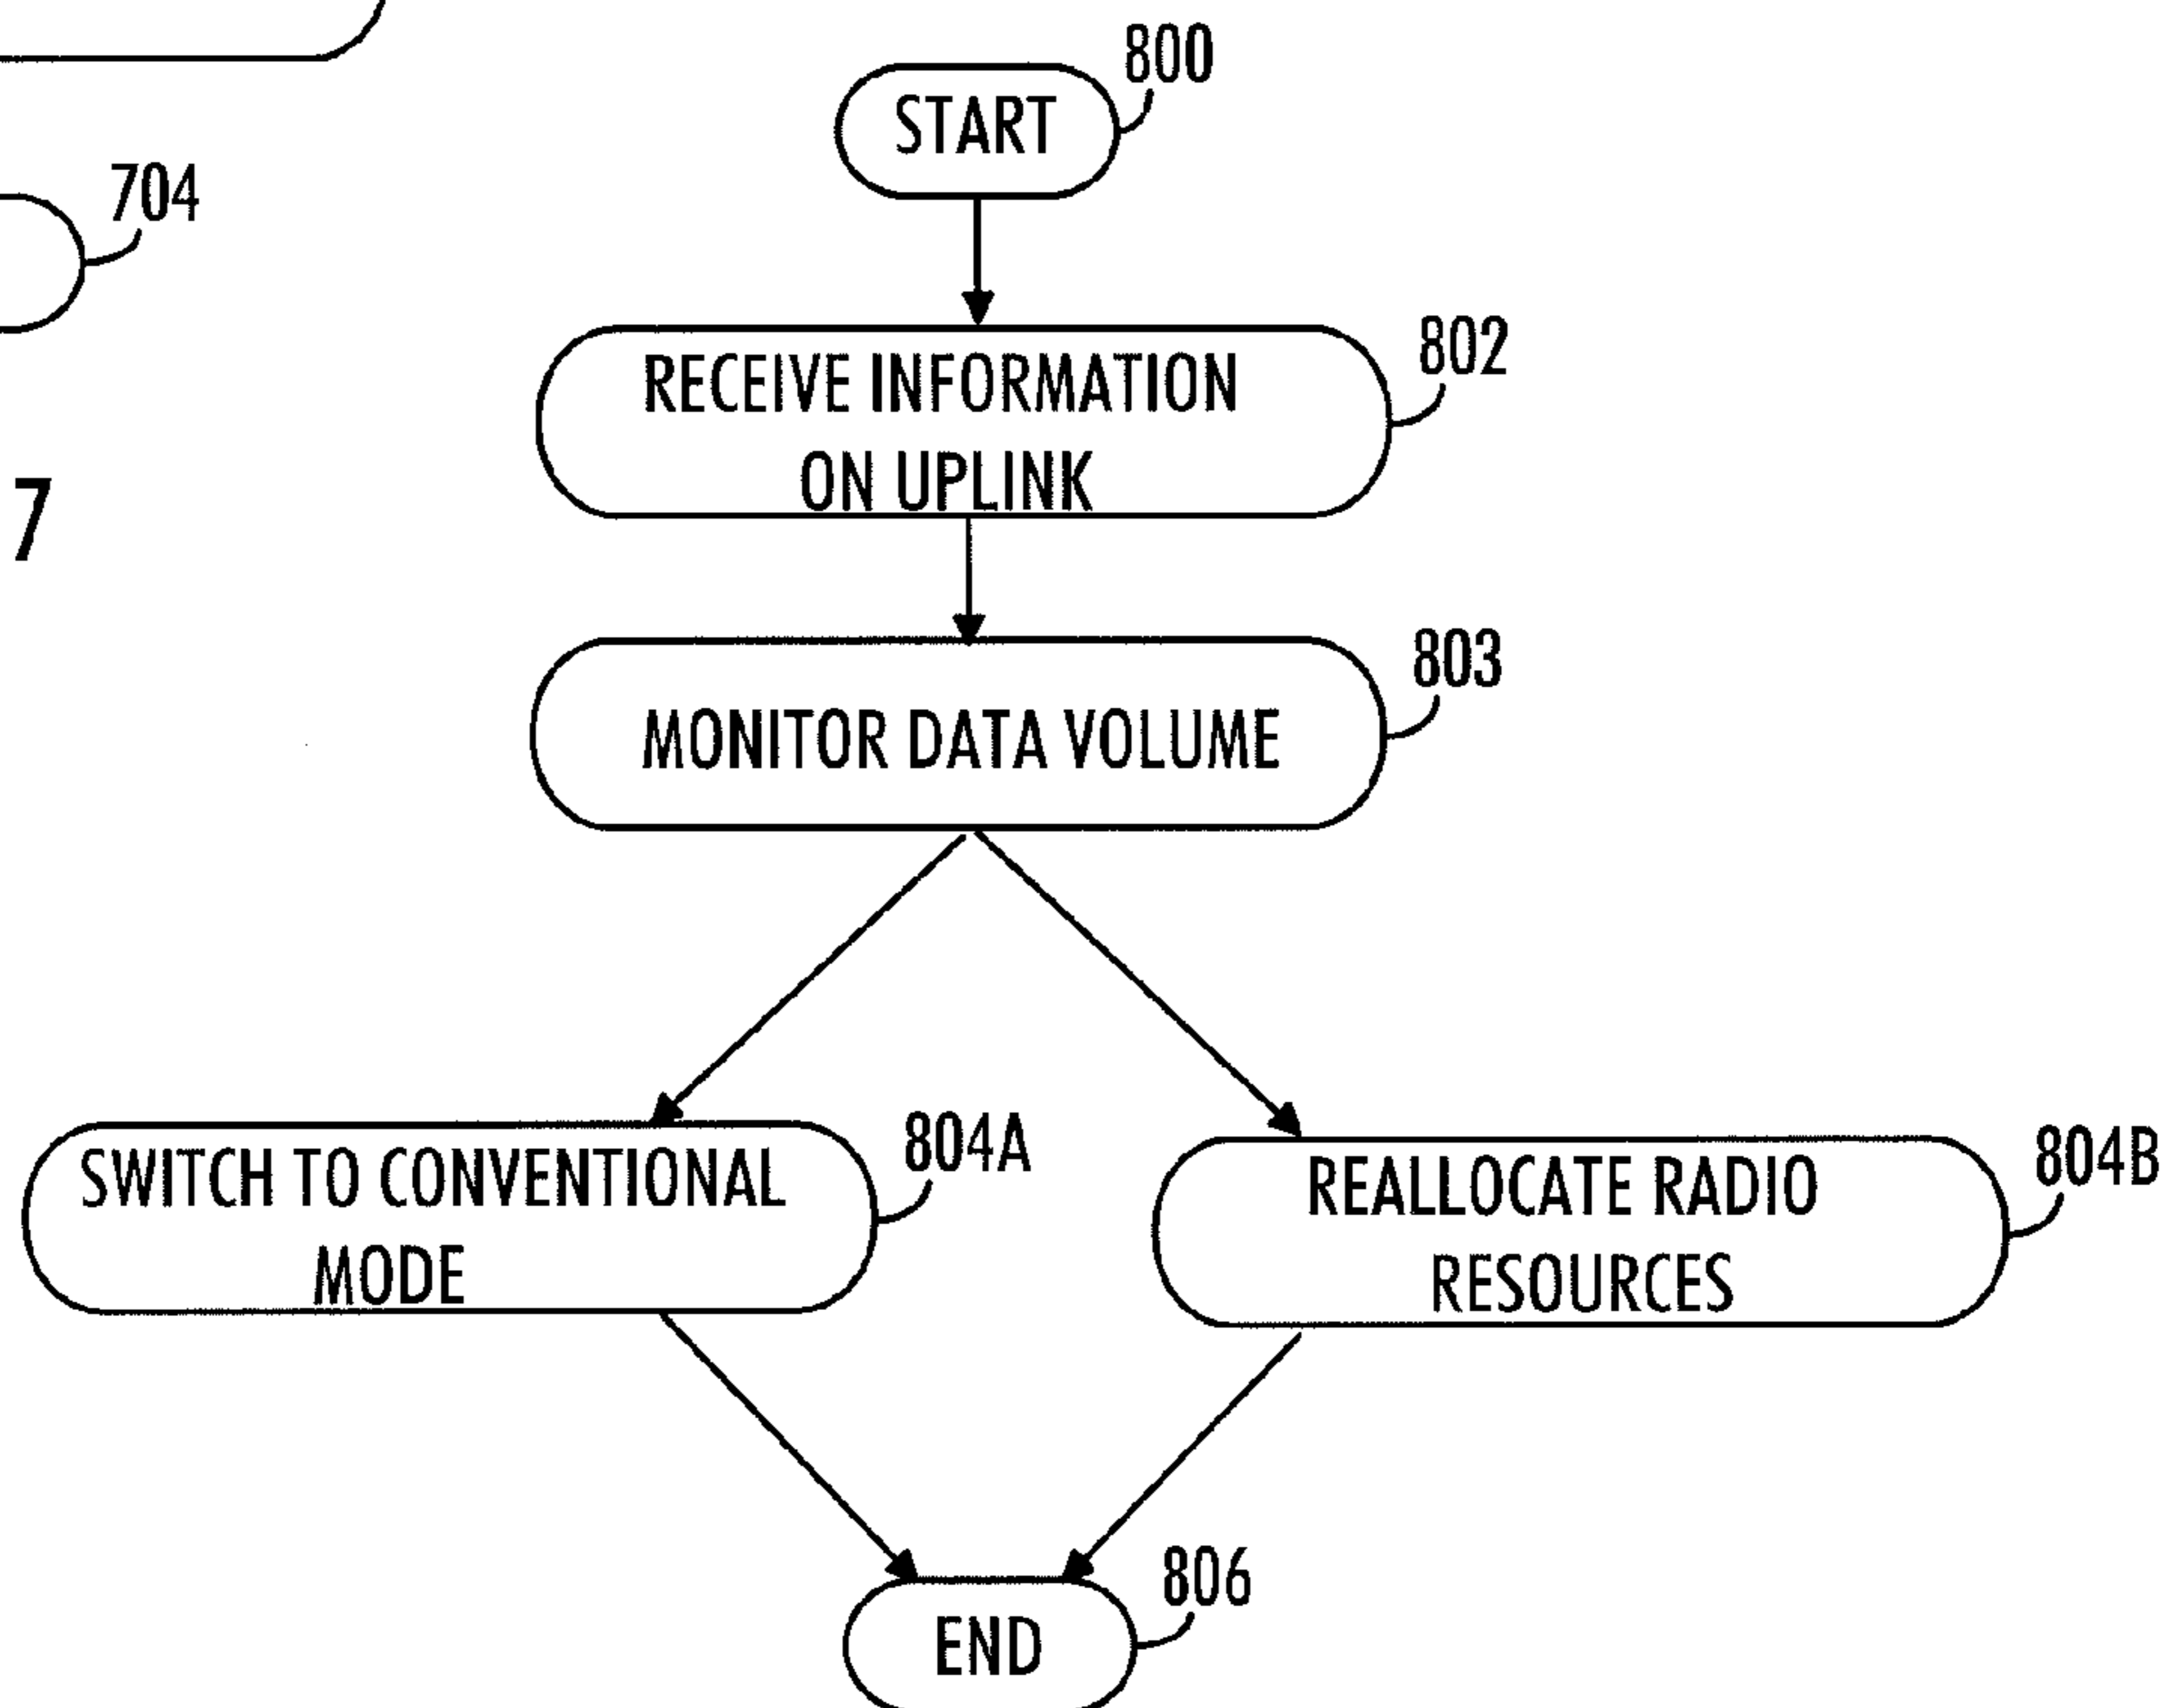 800
START
704
802
RECEIVE INFORMATION
ON UPLINK
7
803
MONITOR DATA VOLUME
804A
SWITCH TO CONVENTIONAL
MODE
804B
REALLOCATE RADIO
RESOURCES
806
END